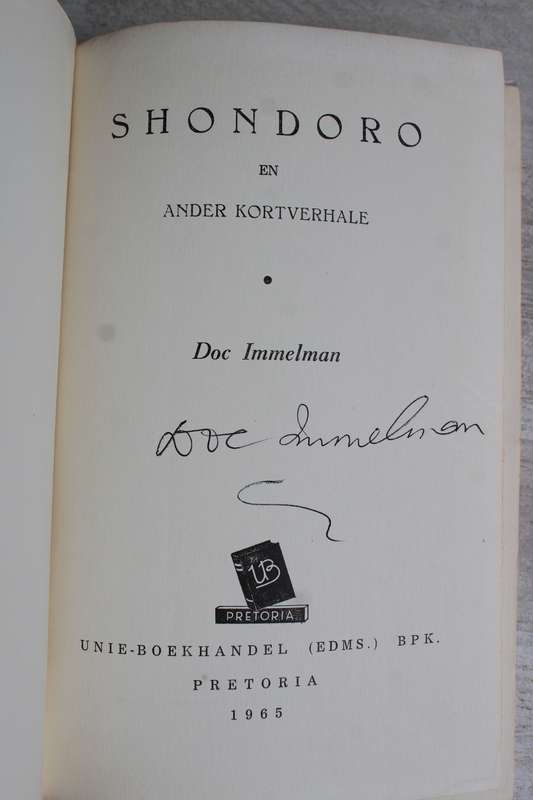 SHONDORO
EN
ANDER KORTVERHALE
Doc Immelman
Doc Immelman
UB
PRETORIA
UNIE-BOEKHANDEL (EDMS.) BPK.
PRETORIA
1965